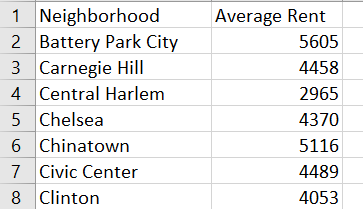 1 Neighborhood Average Rent
2 Battery Park City 5605
3 Carnegie Hill 4458
4 Central Harlem 2965
5 Chelsea 4370
6 Chinatown 5116
7 Civic Center 4489
8 Clinton 4053